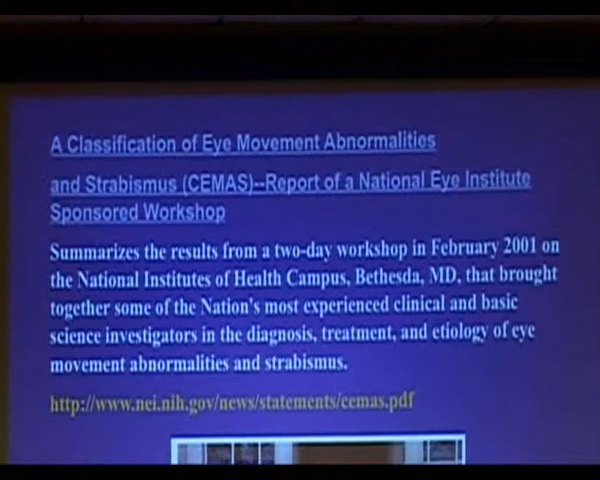 A Classification of Eye Movement Abnormalities
and Strabismus (CEMAS)--Report of a National Eye Institute
Sponsored Workshop
Summarizes the results from a two-day workshop in February 2001 on
the National Institutes of Health Campus, Bethesda, MD, that brought
together some of the Nation's most experienced clinical and basic
science investigators in the diagnosis, treatment, and etiology of eye
movement abnormalities and strabismus.
http://www.nei.nih.gov/news/statements/cemas.pdf